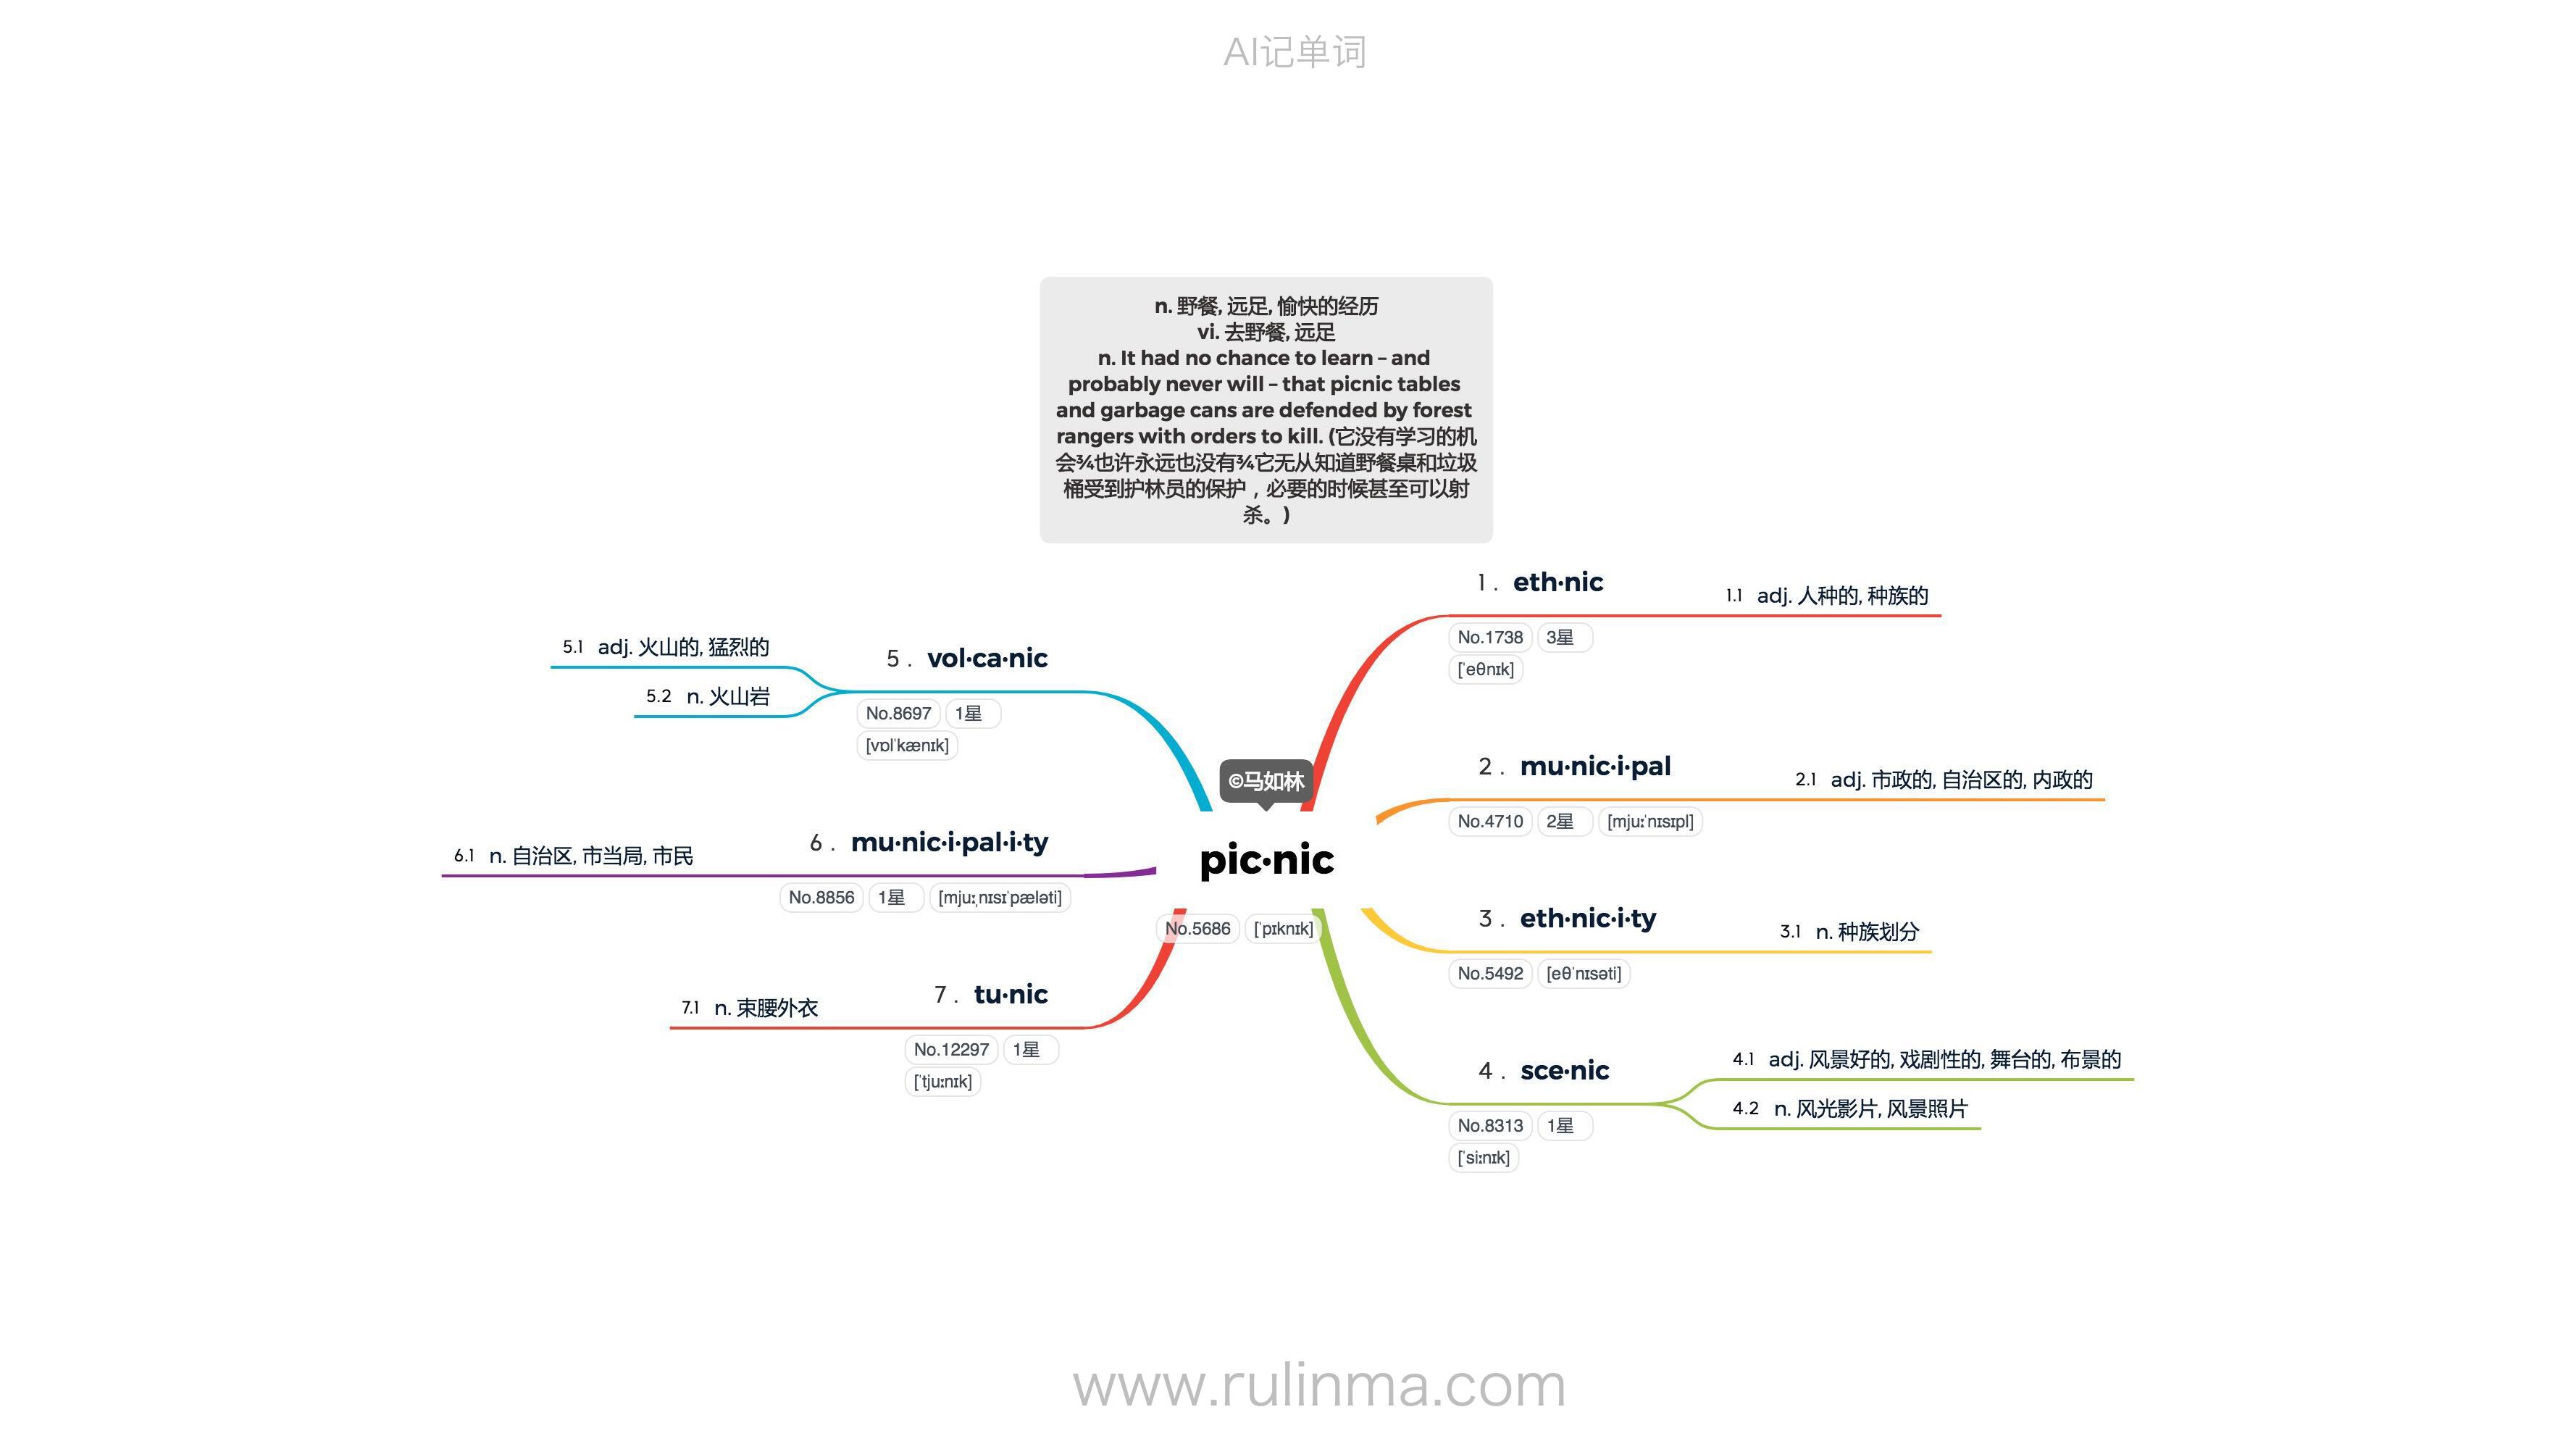 AI记单词
n. 野餐, 远足, 愉快的经历
vi. 去野餐, 远足
n. It had no chance to learn – and
probably never will – that picnic tables
and garbage cans are defended by forest
rangers with orders to kill. (它没有学习的机
会¾也许永远也没有¾它无从知道野餐桌和垃圾
桶受到护林员的保护，必要的时候甚至可以射
杀。)
©马如林
pic·nic
No.5686 [ˈpɪknɪk]
1 . eth·nic
No.1738 3星
[ˈeθnɪk]
1.1 adj. 人种的, 种族的
2 . mu·nic·i·pal
No.4710 2星 [mjuːˈnɪsɪpl]
2.1 adj. 市政的, 自治区的, 内政的
3 . eth·nic·i·ty
No.5492 [eθˈnɪsəti]
3.1 n. 种族划分
4 . sce·nic
No.8313 1星
[ˈsiːnɪk]
4.1 adj. 风景好的, 戏剧性的, 舞台的, 布景的
4.2 n. 风光影片, 风景照片
5 . vol·ca·nic
No.8697 1星
[vɒlˈkænɪk]
5.1 adj. 火山的, 猛烈的
5.2 n. 火山岩
6 . mu·nic·i·pal·i·ty
No.8856 1星 [mjuːˌnɪsɪˈpæləti]
6.1 n. 自治区, 市当局, 市民
7 . tu·nic
No.12297 1星
[ˈtjuːnɪk]
7.1 n. 束腰外衣
www.rulinma.com